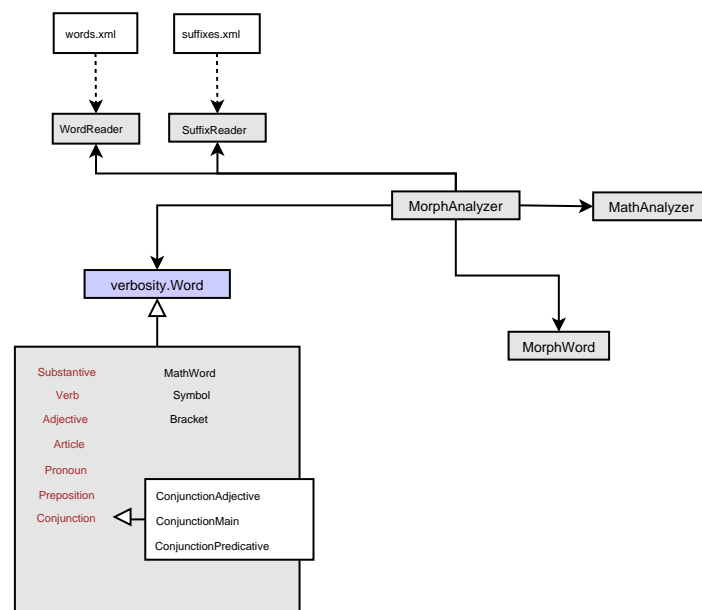 words.xml
suffixes.xml
WordReader
SuffixReader
MorphAnalyzer
MathAnalyzer
verbosity.Word
MorphWord
Substantive
Verb
Adjective
Article
Pronoun
Preposition
Conjunction
MathWord
Symbol
Bracket
ConjunctionAdjective
ConjunctionMain
ConjunctionPredicative